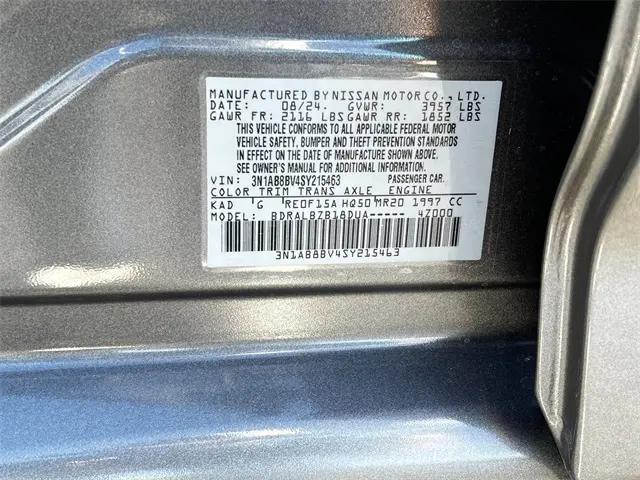 MANUFACTURED BY NISSAN MOTOR CO., LTD.
DATE: 08/24. GVWR: 3957 LBS
GAWR FR: 2116 LBS GAWR RR: 1852 LBS
THIS VEHICLE CONFORMS TO ALL APPLICABLE FEDERAL MOTOR
VEHICLE SAFETY, BUMPER AND THEFT PREVENTION STANDARDS
IN EFFECT ON THE DATE OF MANUFACTURE SHOWN ABOVE.
SEE OWNER'S MANUAL FOR ADDITIONAL INFORMATION.
VIN: 3N1AB8BV4SY215463 PASSENGER CAR.
COLOR TRIM TRANS AXLE ENGINE
KAD G RE0F15A HQ50 MR20 1997 CC
MODEL: BDRALBZB18DUA----- 4Z000
3N1AB8BV4SY215463